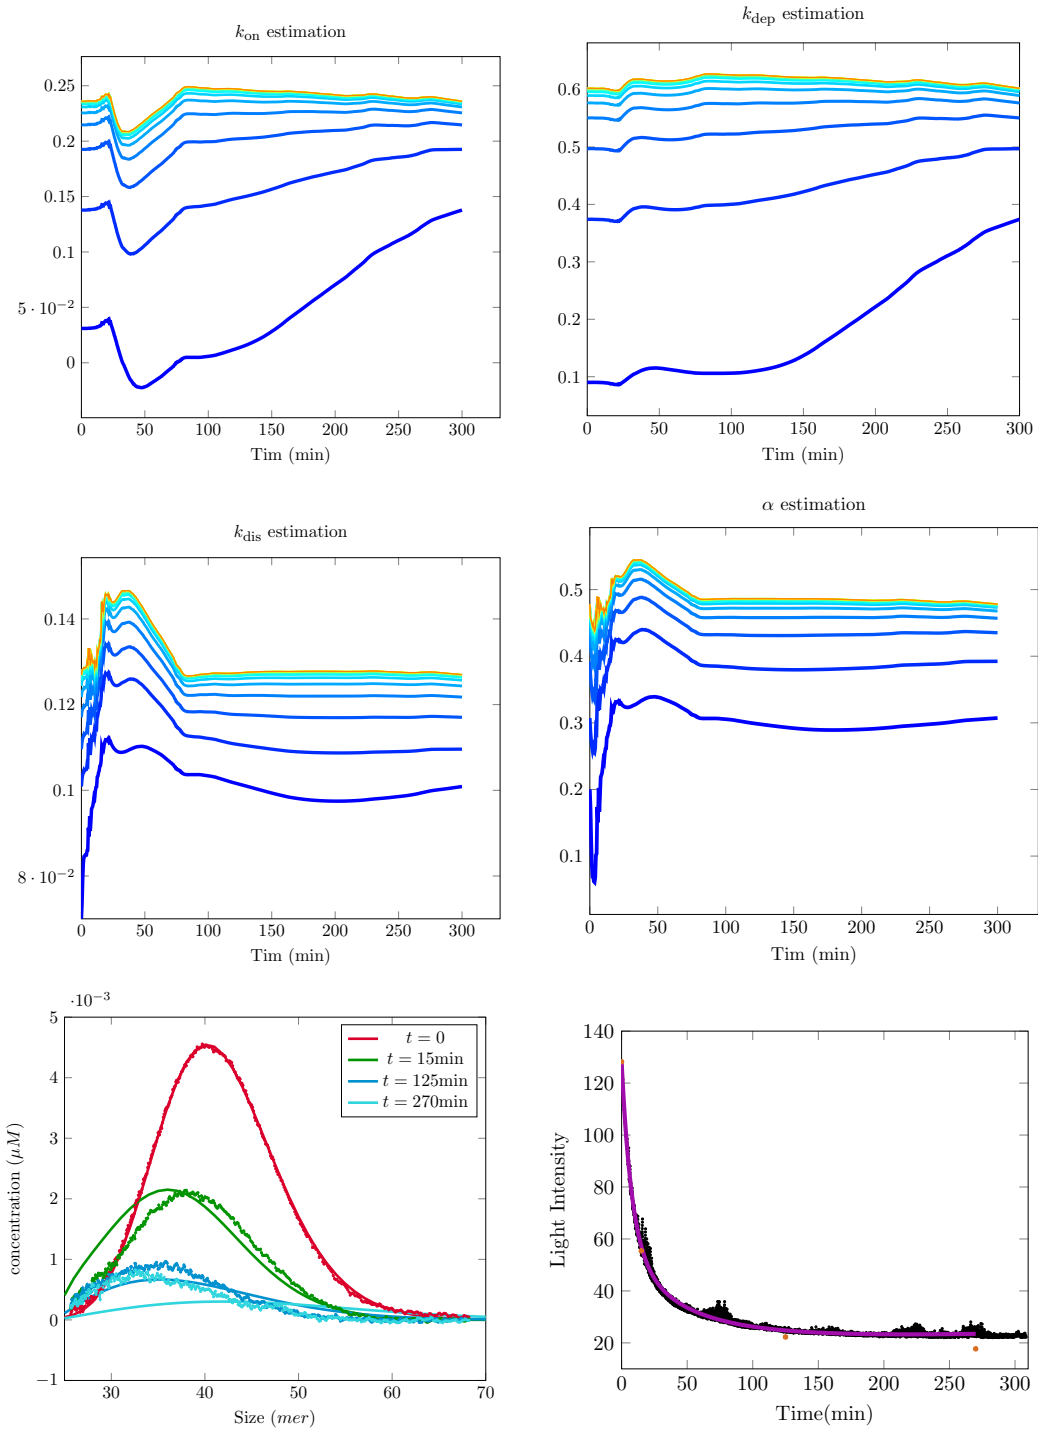 k_on estimation
0.25
0.2
0.15
0.1
5 · 10⁻²
0
0 50 100 150 200 250 300
Tim (min)
k_dep estimation
0.6
0.5
0.4
0.3
0.2
0.1
0 50 100 150 200 250 300
Tim (min)
k_dis estimation
0.14
0.12
0.1
8 · 10⁻²
0 50 100 150 200 250 300
Tim (min)
α estimation
0.5
0.4
0.3
0.2
0.1
0 50 100 150 200 250 300
Tim (min)
·10⁻³
5
4
3
2
1
0
−1
concentration (μM)
t = 0
t = 15min
t = 125min
t = 270min
30 40 50 60 70
Size (mer)
140
120
100
80
60
40
20
Light Intensity
0 50 100 150 200 250 300
Time(min)